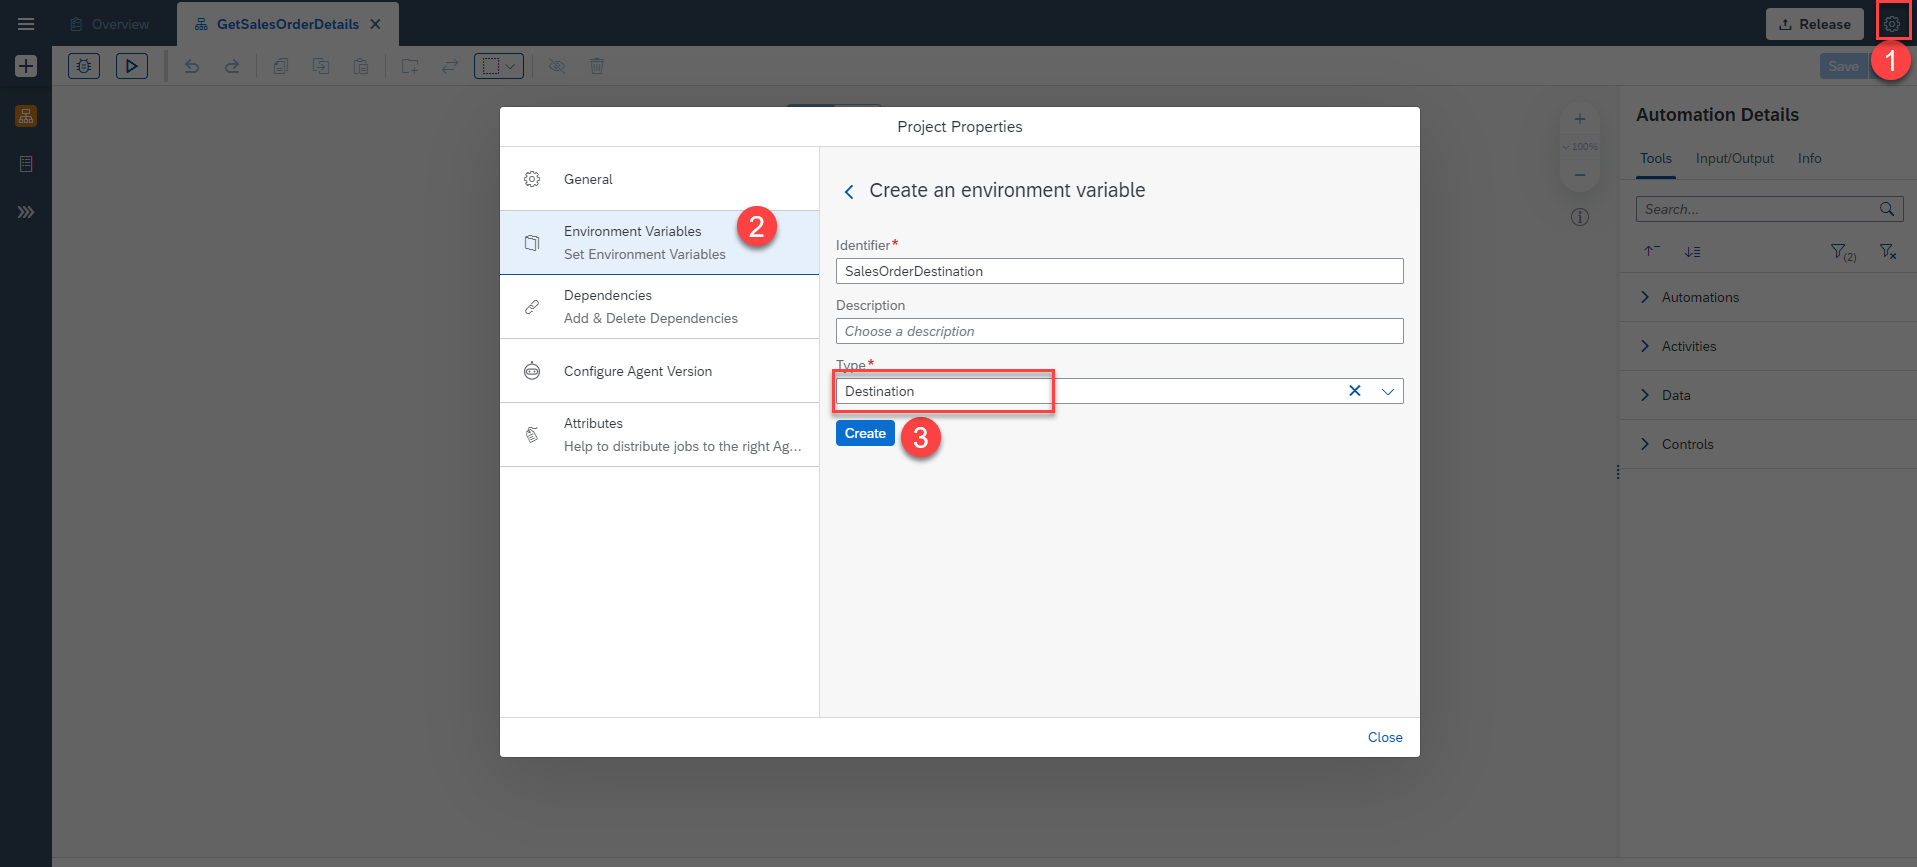 Overview
GetSalesOrderDetails
Release
1
Save
Project Properties
General
Environment Variables
Set Environment Variables
2
Dependencies
Add & Delete Dependencies
Configure Agent Version
Attributes
Help to distribute jobs to the right Ag...
Create an environment variable
Identifier*
SalesOrderDestination
Description
Choose a description
Type*
Destination
Create
3
Close
100%
Automation Details
Tools
Input/Output
Info
Search...
(2)
Automations
Activities
Data
Controls